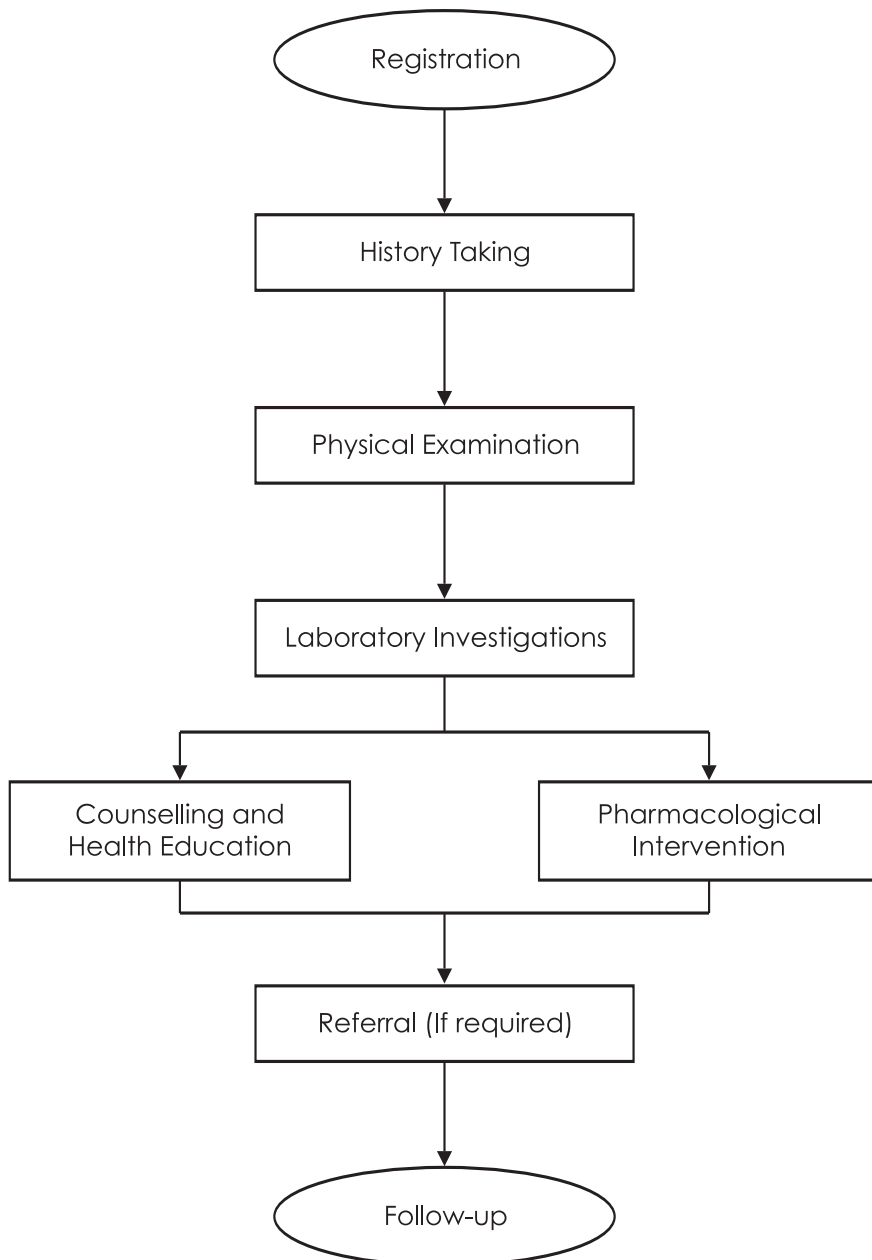 Registration
History Taking
Physical Examination
Laboratory Investigations
Counselling and
Health Education
Pharmacological
Intervention
Referral (If required)
Follow-up